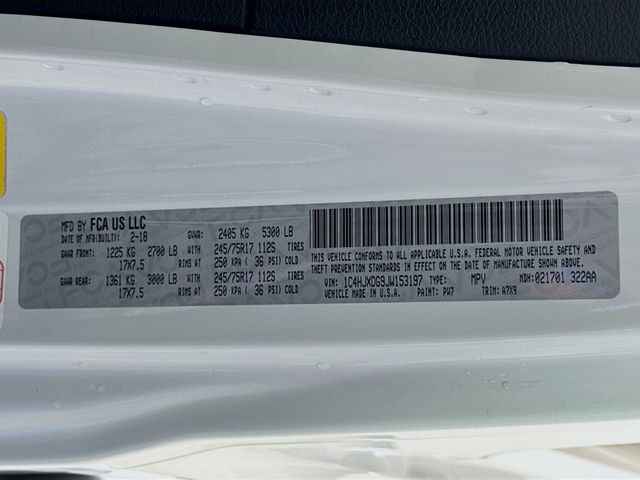 MFD BY FCA US LLC
DATE OF MFR(BUILT): 2-18 GVWR: 2405 KG 5300 LB
GAWR FRONT: 1225 KG 2700 LB WITH 245/75R17 112S TIRES
17X7.5 RIMS AT 250 KPA ( 36 PSI) COLD
GAWR REAR: 1361 KG 3000 LB WITH 245/75R17 112S TIRES
17X7.5 RIMS AT 250 KPA ( 36 PSI) COLD
THIS VEHICLE CONFORMS TO ALL APPLICABLE U.S.A. FEDERAL MOTOR VEHICLE SAFETY AND
THEFT PREVENTION STANDARDS IN EFFECT ON THE DATE OF MANUFACTURE SHOWN ABOVE.
VIN: 1C4HJXDG9JW153197 TYPE: MPV MDH: 021701 322AA
VEHICLE MADE IN U.S.A. PAINT: PW7 TRIM: A7X9